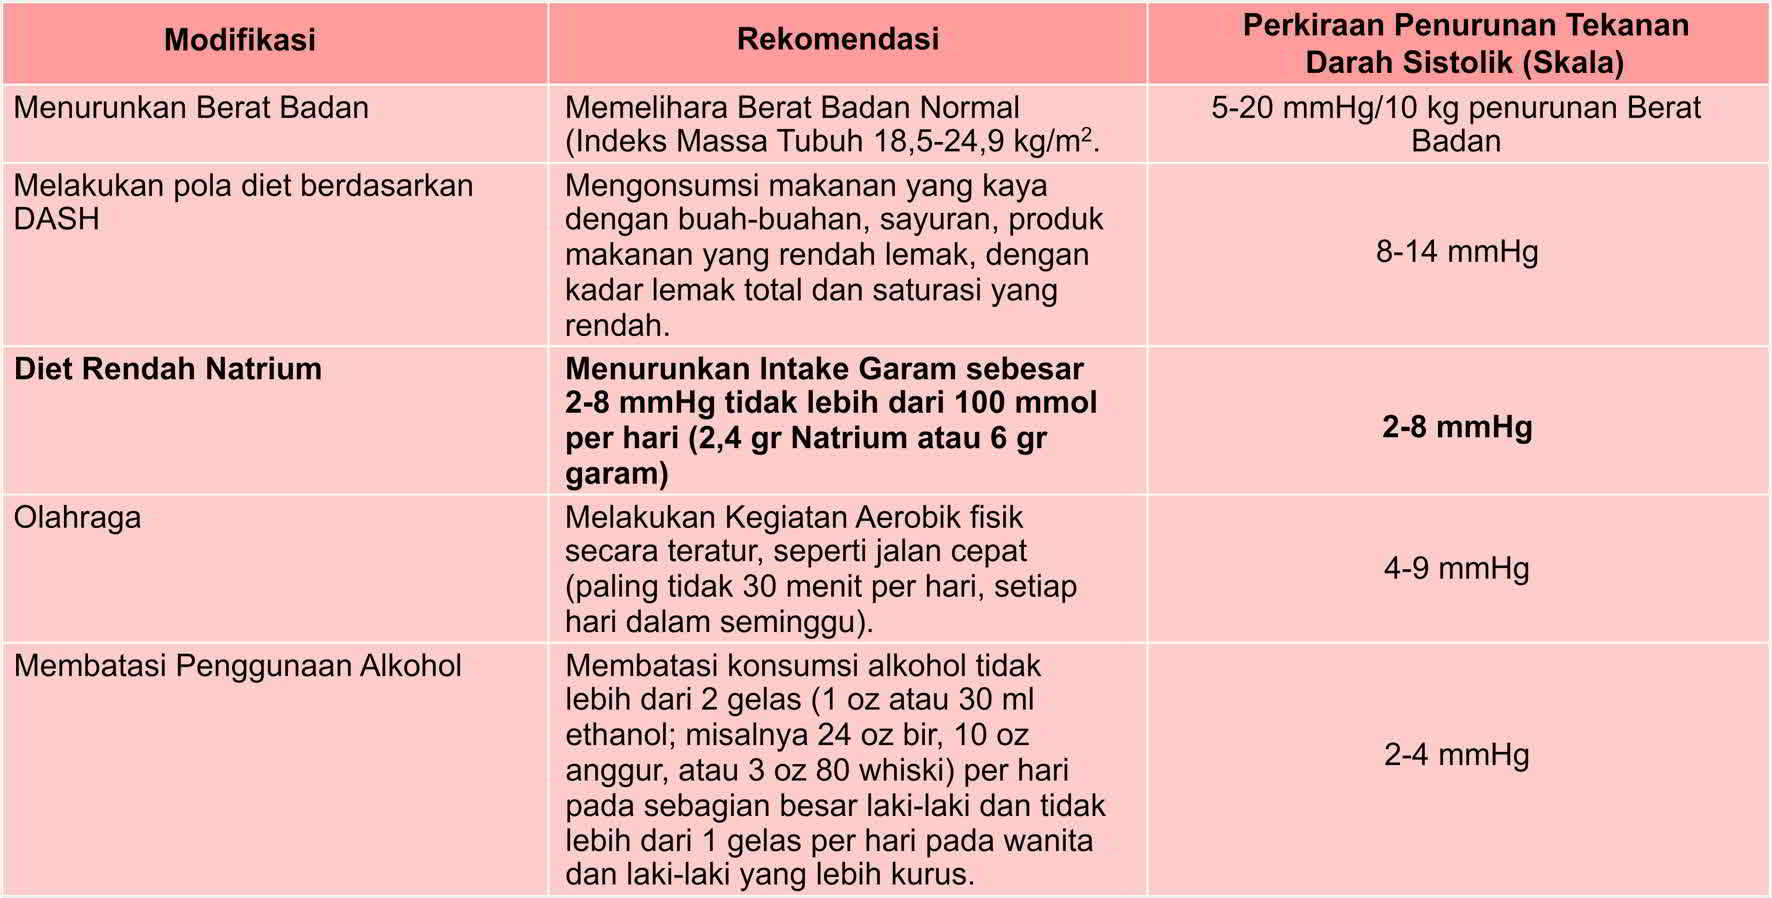 Modifikasi
Rekomendasi
Perkiraan Penurunan Tekanan
Darah Sistolik (Skala)
Menurunkan Berat Badan
Memelihara Berat Badan Normal
(Indeks Massa Tubuh 18,5-24,9 kg/m².
5-20 mmHg/10 kg penurunan Berat
Badan
Melakukan pola diet berdasarkan
DASH
Mengonsumsi makanan yang kaya
dengan buah-buahan, sayuran, produk
makanan yang rendah lemak, dengan
kadar lemak total dan saturasi yang
rendah.
8-14 mmHg
Diet Rendah Natrium
Menurunkan Intake Garam sebesar
2-8 mmHg tidak lebih dari 100 mmol
per hari (2,4 gr Natrium atau 6 gr
garam)
2-8 mmHg
Olahraga
Melakukan Kegiatan Aerobik fisik
secara teratur, seperti jalan cepat
(paling tidak 30 menit per hari, setiap
hari dalam seminggu).
4-9 mmHg
Membatasi Penggunaan Alkohol
Membatasi konsumsi alkohol tidak
lebih dari 2 gelas (1 oz atau 30 ml
ethanol; misalnya 24 oz bir, 10 oz
anggur, atau 3 oz 80 whiski) per hari
pada sebagian besar laki-laki dan tidak
lebih dari 1 gelas per hari pada wanita
dan laki-laki yang lebih kurus.
2-4 mmHg